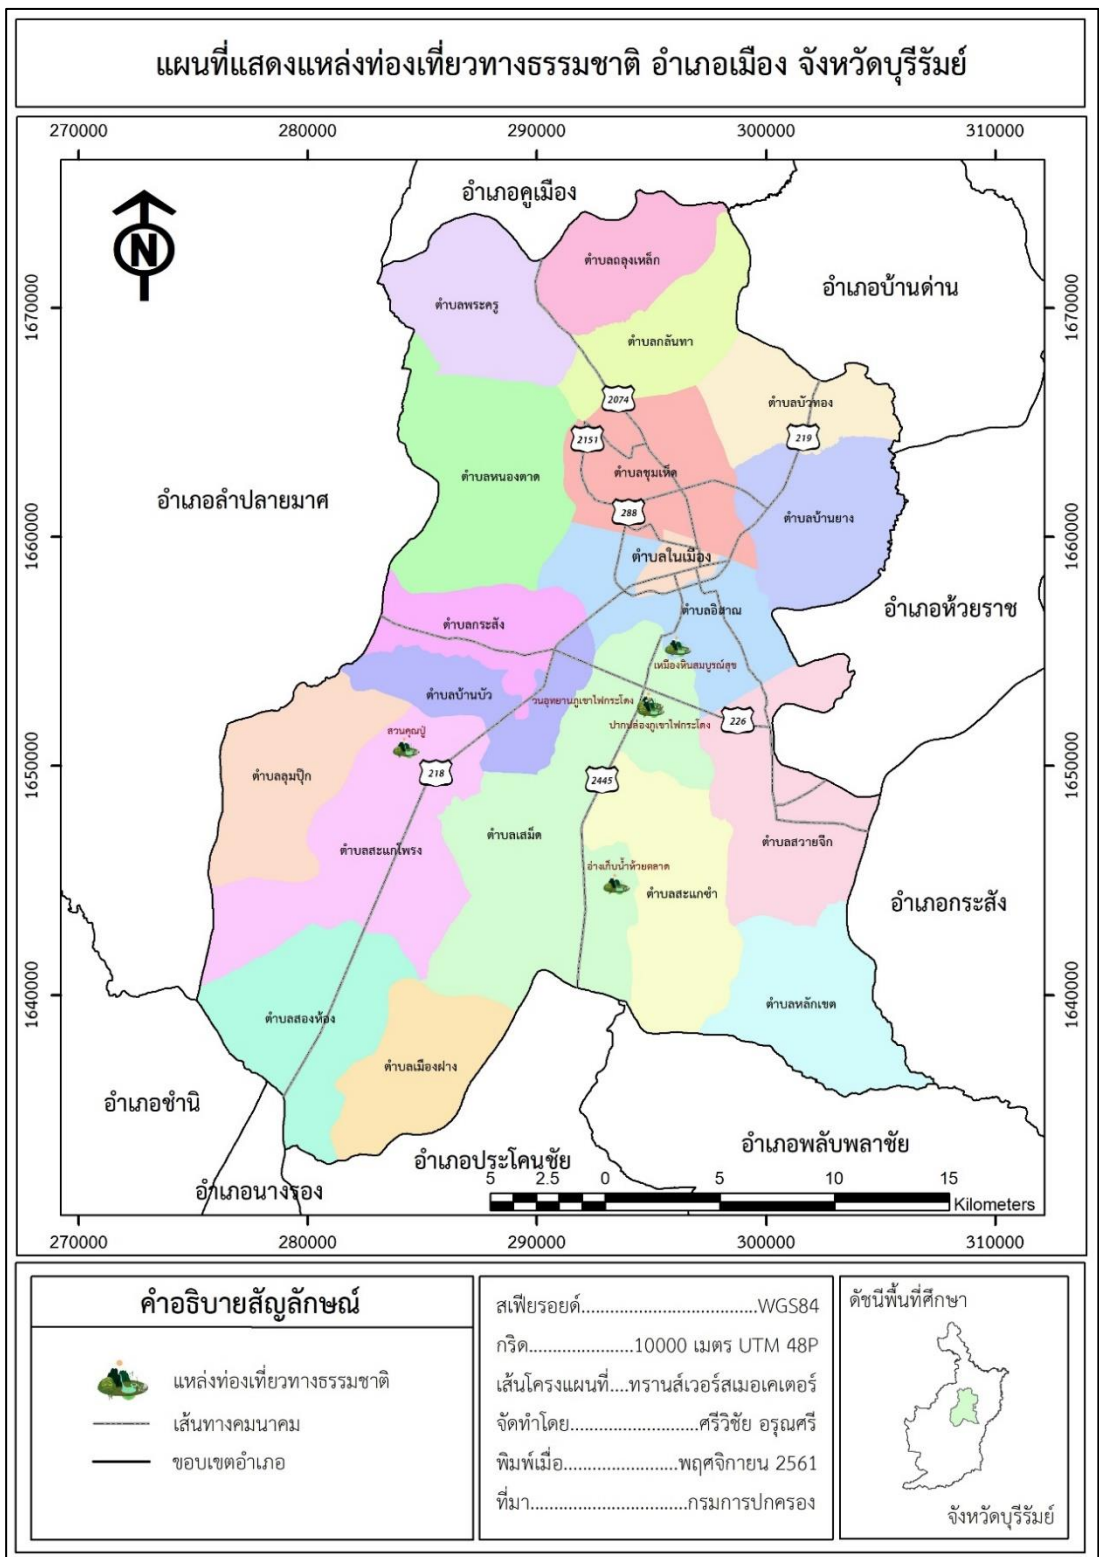 แผนที่แสดงแหล่งท่องเที่ยวทางธรรมชาติ อำเภอเมือง จังหวัดบุรีรัมย์
270000 280000 290000 300000 310000
อำเภอคูเมือง
ตำบลถลุงเหล็ก
อำเภอบ้านด่าน
ตำบลพระครู
1670000 1670000
ตำบลกลันทา
2074
ตำบลบัวทอง
219
2151
ตำบลหนองตาด
ตำบลชุมเห็ด
อำเภอลำปลายมาศ
288
ตำบลบ้านยาง
1660000 1660000
ตำบลในเมือง
อำเภอห้วยราช
ตำบลอิสาณ
ตำบลกระสัง
เหมืองหินสมบูรณ์สุข
ตำบลบ้านบัว
วนอุทยานภูเขาไฟกระโดง
ปากปล่องภูเขาไฟกระโดง
226
สวนคุณปู่
218
2445
1650000 1650000
ตำบลลุมปุ๊ก
ตำบลเสม็ด
ตำบลสวายจีก
ตำบลสะแกโพรง
อ่างเก็บน้ำห้วยตลาด
ตำบลสะแกซำ
อำเภอกระสัง
1640000 1640000
ตำบลหลักเขต
ตำบลสองห้อง
ตำบลเมืองฝาง
อำเภอชำนิ
อำเภอพลับพลาชัย
อำเภอประโคนชัย
อำเภอนางรอง
5 2.5 0 5 10 15
Kilometers
270000 280000 290000 300000 310000
คำอธิบายสัญลักษณ์
แหล่งท่องเที่ยวทางธรรมชาติ
เส้นทางคมนาคม
ขอบเขตอำเภอ
สเฟียรอยด์....................................WGS84
กริด......................10000 เมตร UTM 48P
เส้นโครงแผนที่....ทรานส์เวอร์สเมอเคเตอร์
จัดทำโดย...........................ศรีวิชัย อรุณศรี
พิมพ์เมื่อ........................พฤศจิกายน 2561
ที่มา.................................กรมการปกครอง
ดัชนีพื้นที่ศึกษา
จังหวัดบุรีรัมย์
N